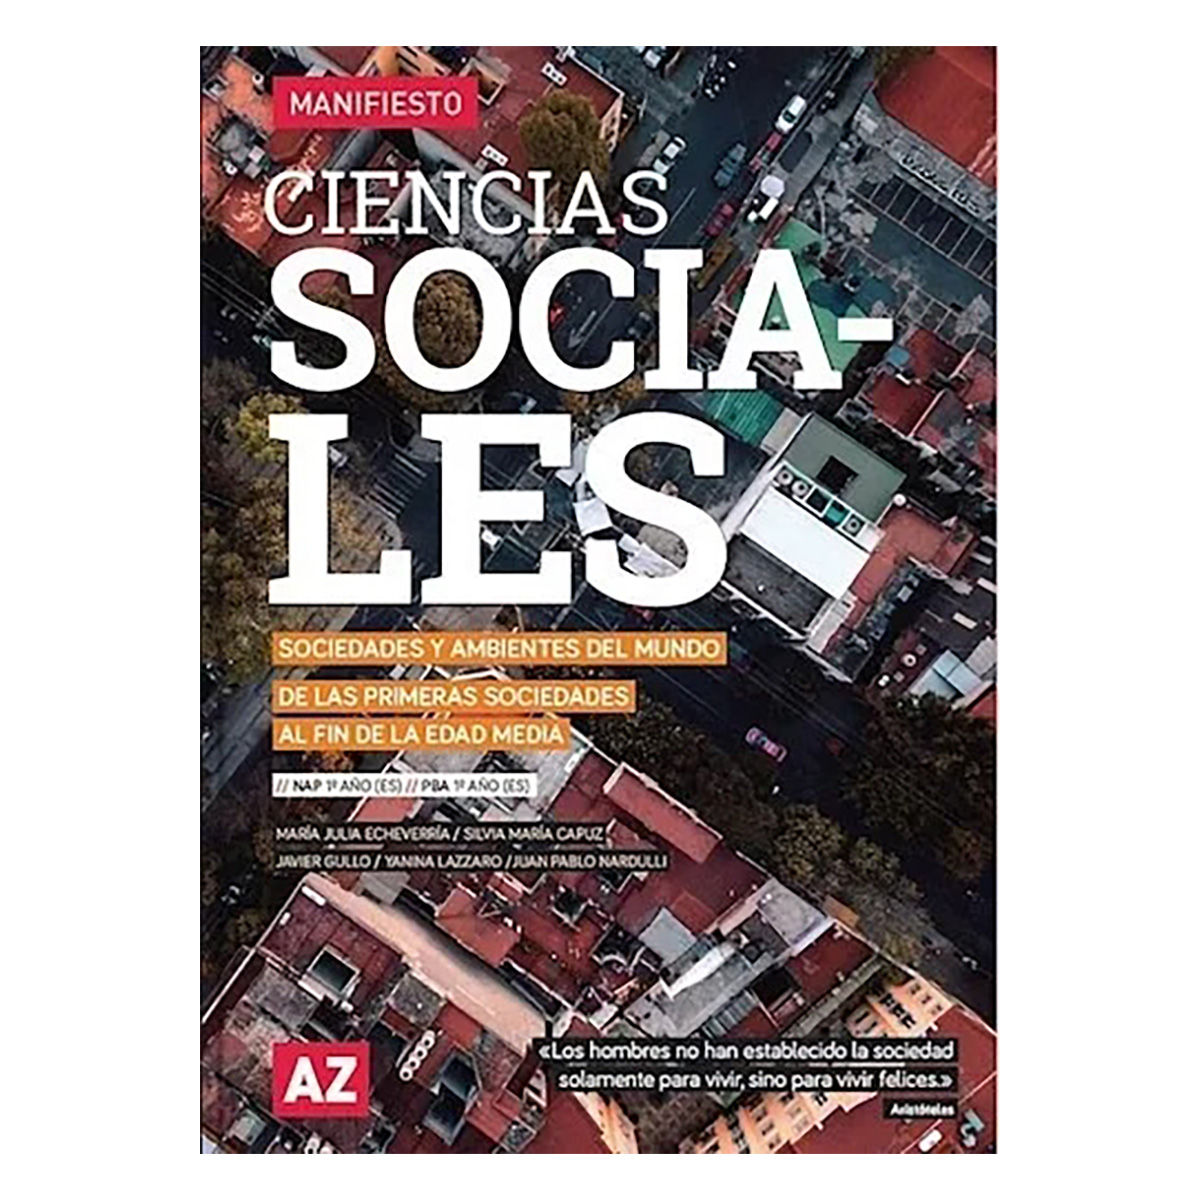 MANIFIESTO
CIENCIAS
SOCIA-
LES
SOCIEDADES Y AMBIENTES DEL MUNDO
DE LAS PRIMERAS SOCIEDADES
AL FIN DE LA EDAD MEDIA
// NAP 1º AÑO (ES) // PBA 1º AÑO (ES)
MARÍA JULIA ECHEVERRÍA / SILVIA MARÍA CAPUZ
JAVIER GULLO / YANINA LAZZARO /JUAN PABLO NARDULLI
«Los hombres no han establecido la sociedad
solamente para vivir, sino para vivir felices.»
Aristóteles
AZ